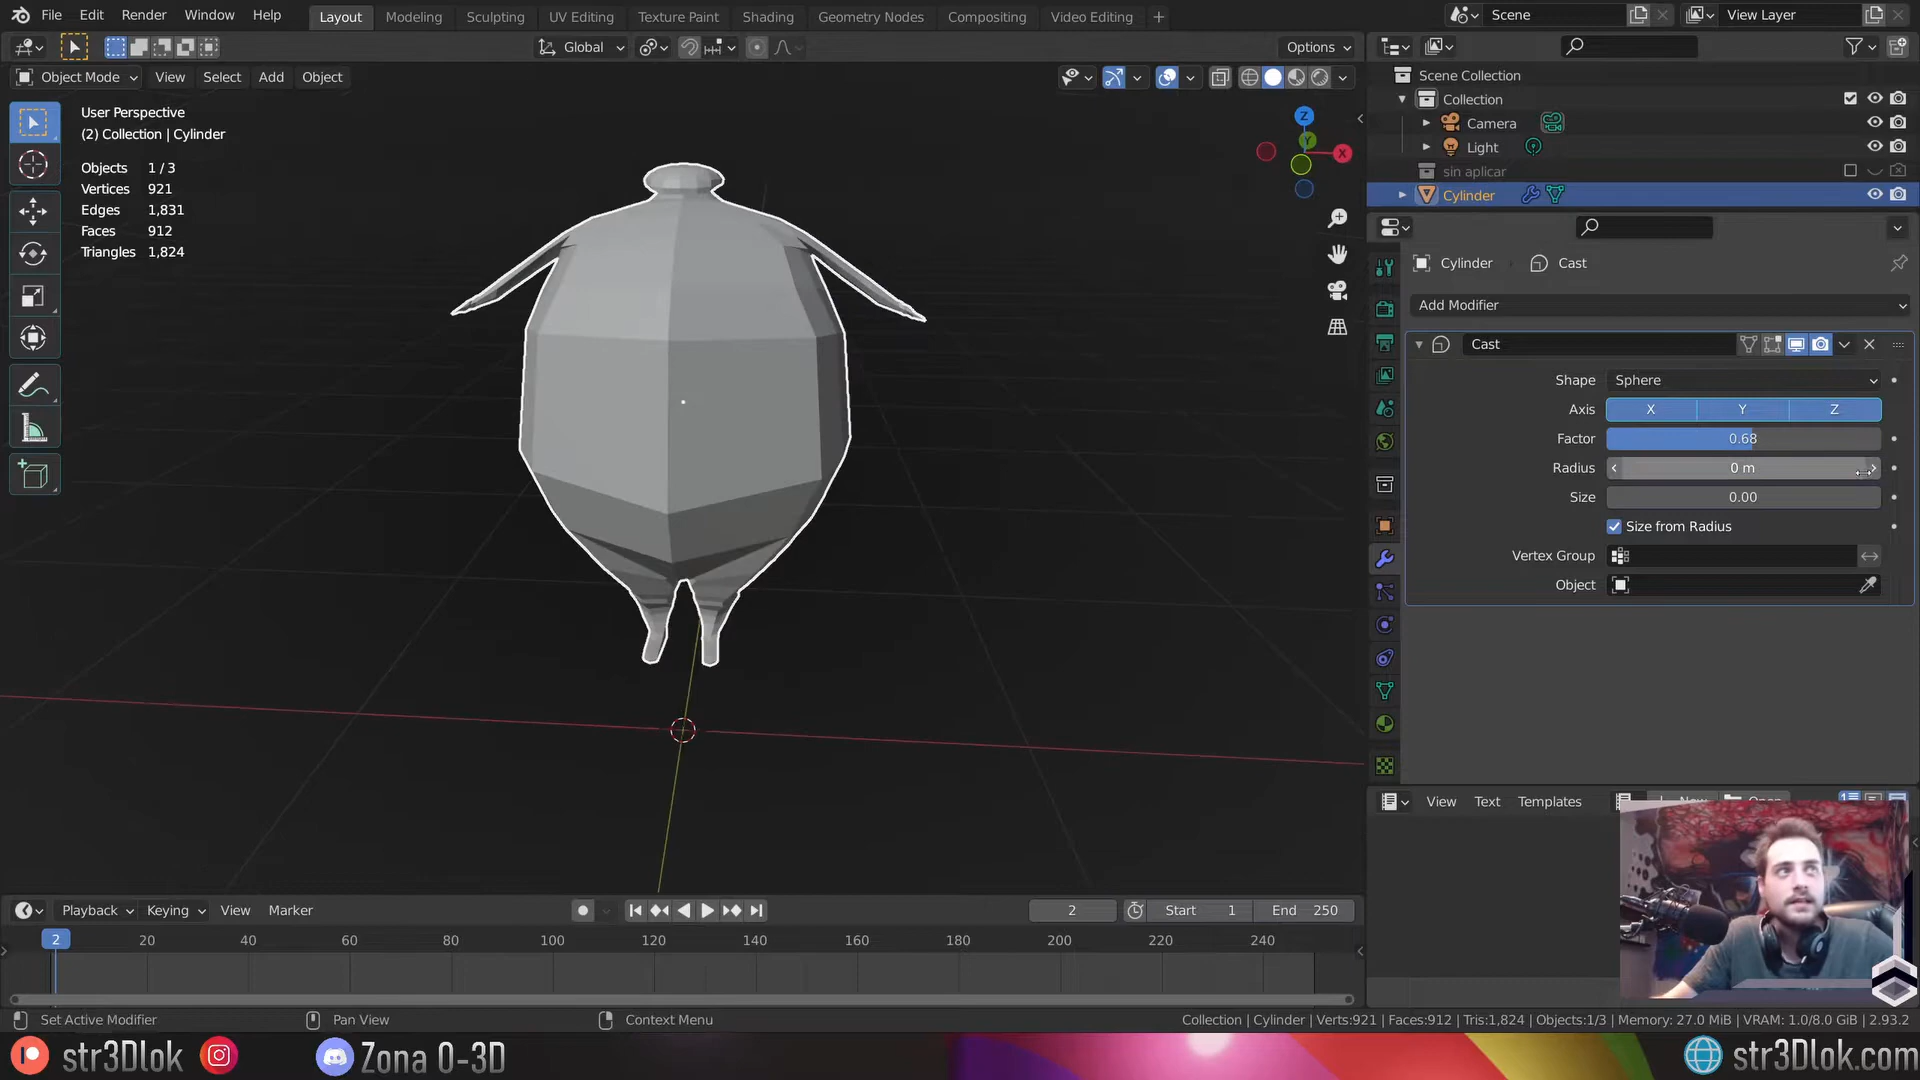 File Edit Render Window Help Layout Modeling Sculpting UV Editing Texture Paint Shading Geometry Nodes Compositing Video Editing + Scene View Layer
Global Options
Object Mode View Select Add Object
User Perspective
(2) Collection | Cylinder
Objects 1 / 3
Vertices 921
Edges 1,831
Faces 912
Triangles 1,824
Z
Y
X
Scene Collection
Collection
Camera
Light
sin aplicar
Cylinder
Cylinder Cast
Add Modifier
Cast
Shape Sphere
Axis X Y Z
Factor 0.68
Radius 0 m
Size 0.00
Size from Radius
Vertex Group
Object
View Text Templates
Playback Keying View Marker 2 Start 1 End 250
2 20 40 60 80 100 120 140 160 180 200 220 240
Set Active Modifier Pan View Context Menu Collection | Cylinder | Verts:921 | Faces:912 | Tris:1,824 | Objects:1/3 | Memory: 27.0 MiB | VRAM: 1.0/8.0 GiB | 2.93.2
str3Dlok Zona 0-3D str3Dlok.com